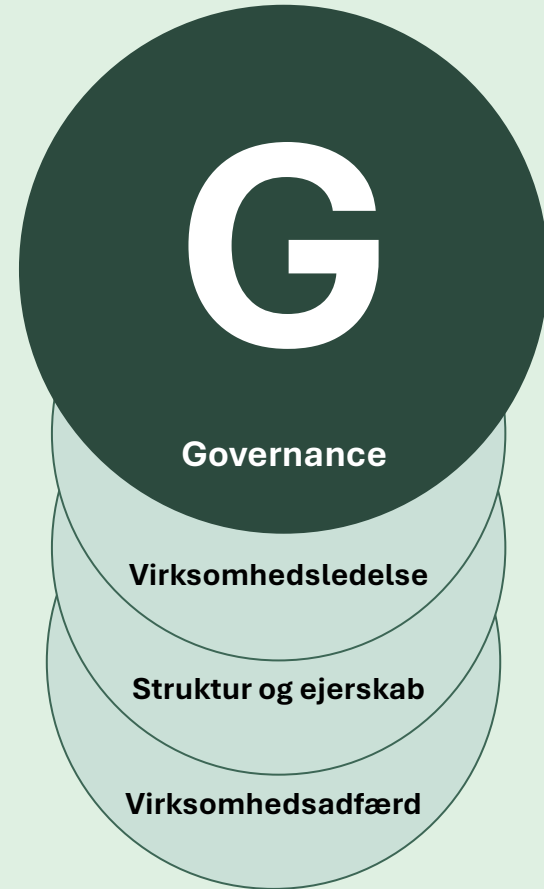 G
Governance
Virksomhedsledelse
Struktur og ejerskab
Virksomhedsadfærd